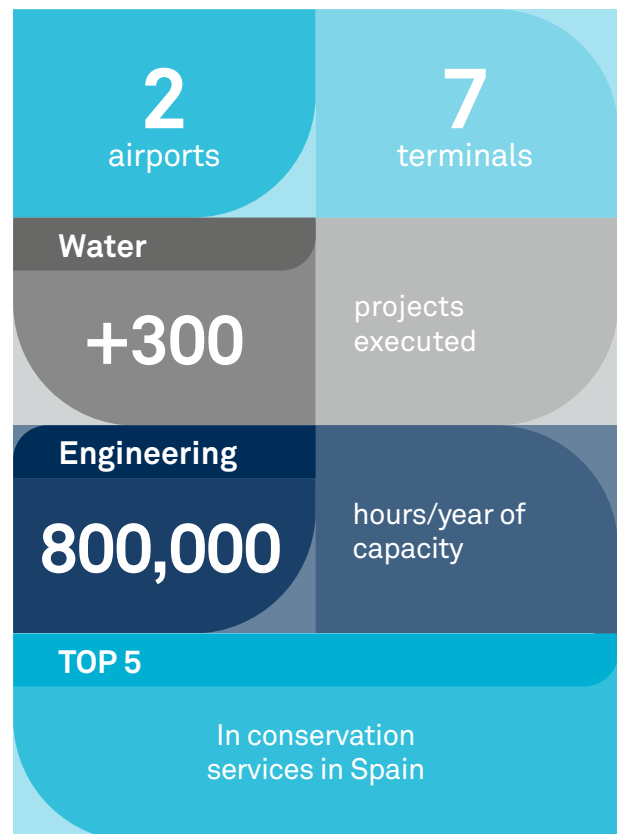 2
airports
7
terminals
Water
+300
projects
executed
Engineering
800,000
hours/year of
capacity
TOP 5
In conservation
services in Spain